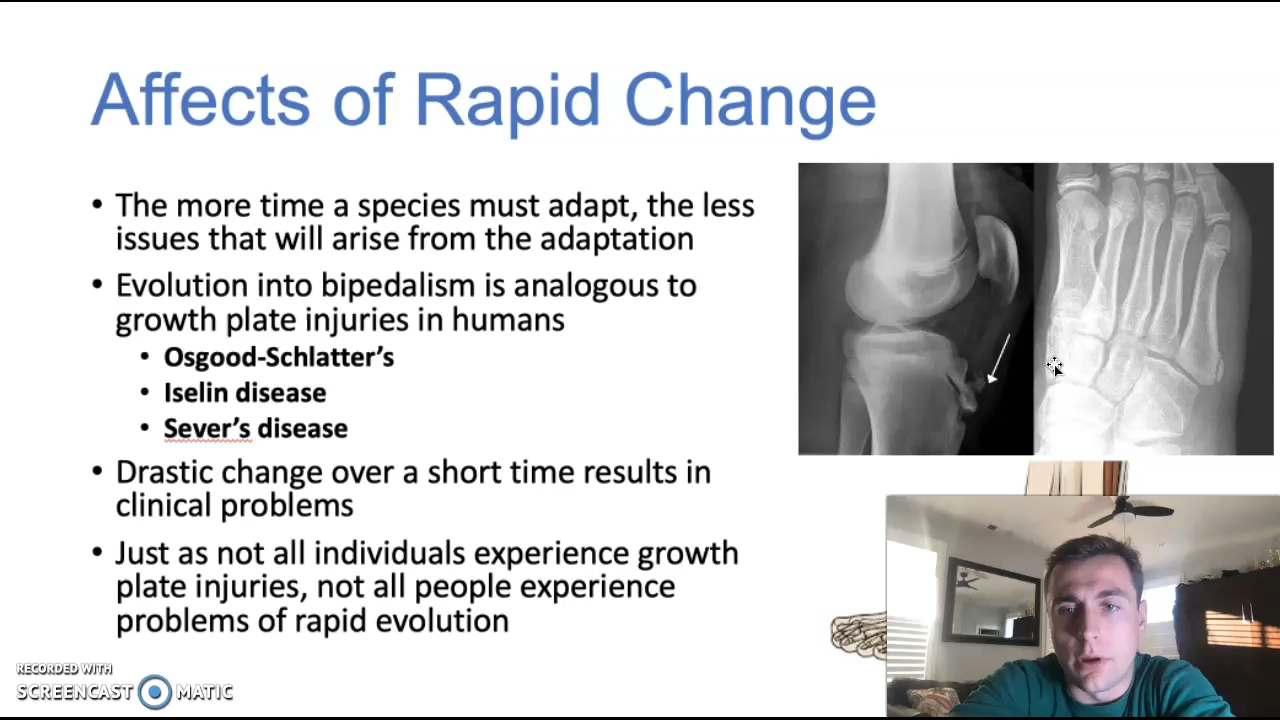 Affects of Rapid Change
• The more time a species must adapt, the less
issues that will arise from the adaptation
• Evolution into bipedalism is analogous to
growth plate injuries in humans
• Osgood-Schlatter’s
• Iselin disease
• Sever’s disease
• Drastic change over a short time results in
clinical problems
• Just as not all individuals experience growth
plate injuries, not all people experience
problems of rapid evolution
RECORDED WITH
SCREENCAST MATIC